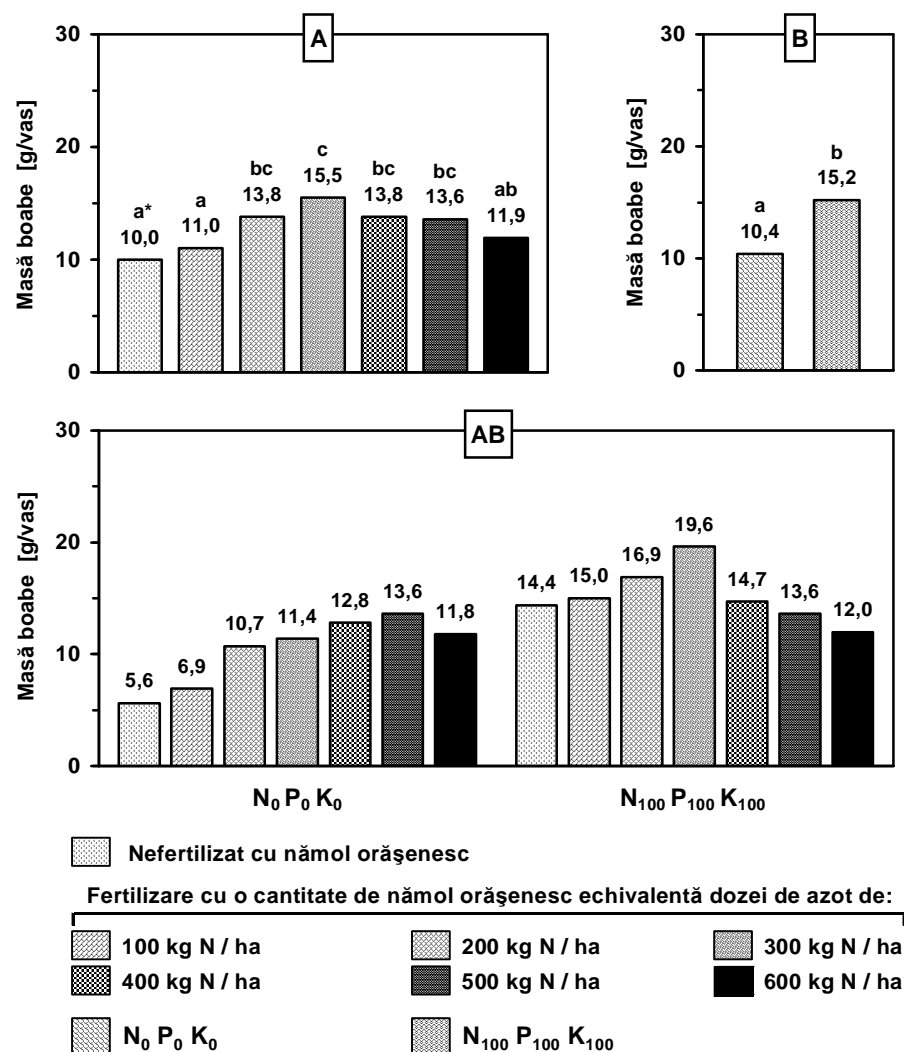 A
B
30
20
10
0
Masă boabe [g/vas]
a*
10,0
a
11,0
bc
13,8
c
15,5
bc
13,8
bc
13,6
ab
11,9
30
20
10
0
Masă boabe [g/vas]
a
10,4
b
15,2
AB
30
20
10
0
Masă boabe [g/vas]
5,6
6,9
10,7
11,4
12,8
13,6
11,8
14,4
15,0
16,9
19,6
14,7
13,6
12,0
N₀ P₀ K₀
N₁₀₀ P₁₀₀ K₁₀₀
Nefertilizat cu nămol orăşenesc
Fertilizare cu o cantitate de nămol orăşenesc echivalentă dozei de azot de:
100 kg N / ha 200 kg N / ha 300 kg N / ha
400 kg N / ha 500 kg N / ha 600 kg N / ha
N₀ P₀ K₀ N₁₀₀ P₁₀₀ K₁₀₀